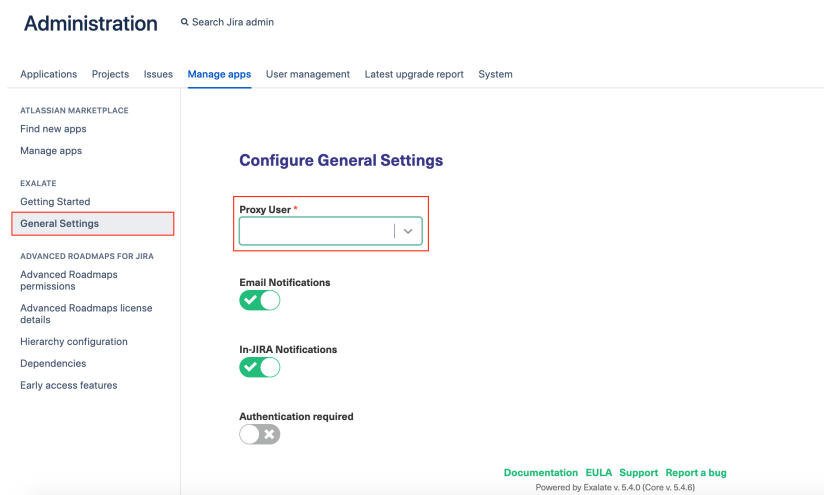 Administration
Search Jira admin
Applications Projects Issues Manage apps User management Latest upgrade report System
ATLASSIAN MARKETPLACE
Find new apps
Manage apps
EXALATE
Getting Started
General Settings
ADVANCED ROADMAPS FOR JIRA
Advanced Roadmaps
permissions
Advanced Roadmaps license
details
Hierarchy configuration
Dependencies
Early access features
Configure General Settings
Proxy User *
Email Notifications
In-JIRA Notifications
Authentication required
Documentation EULA Support Report a bug
Powered by Exalate v. 5.4.0 (Core v. 5.4.6)